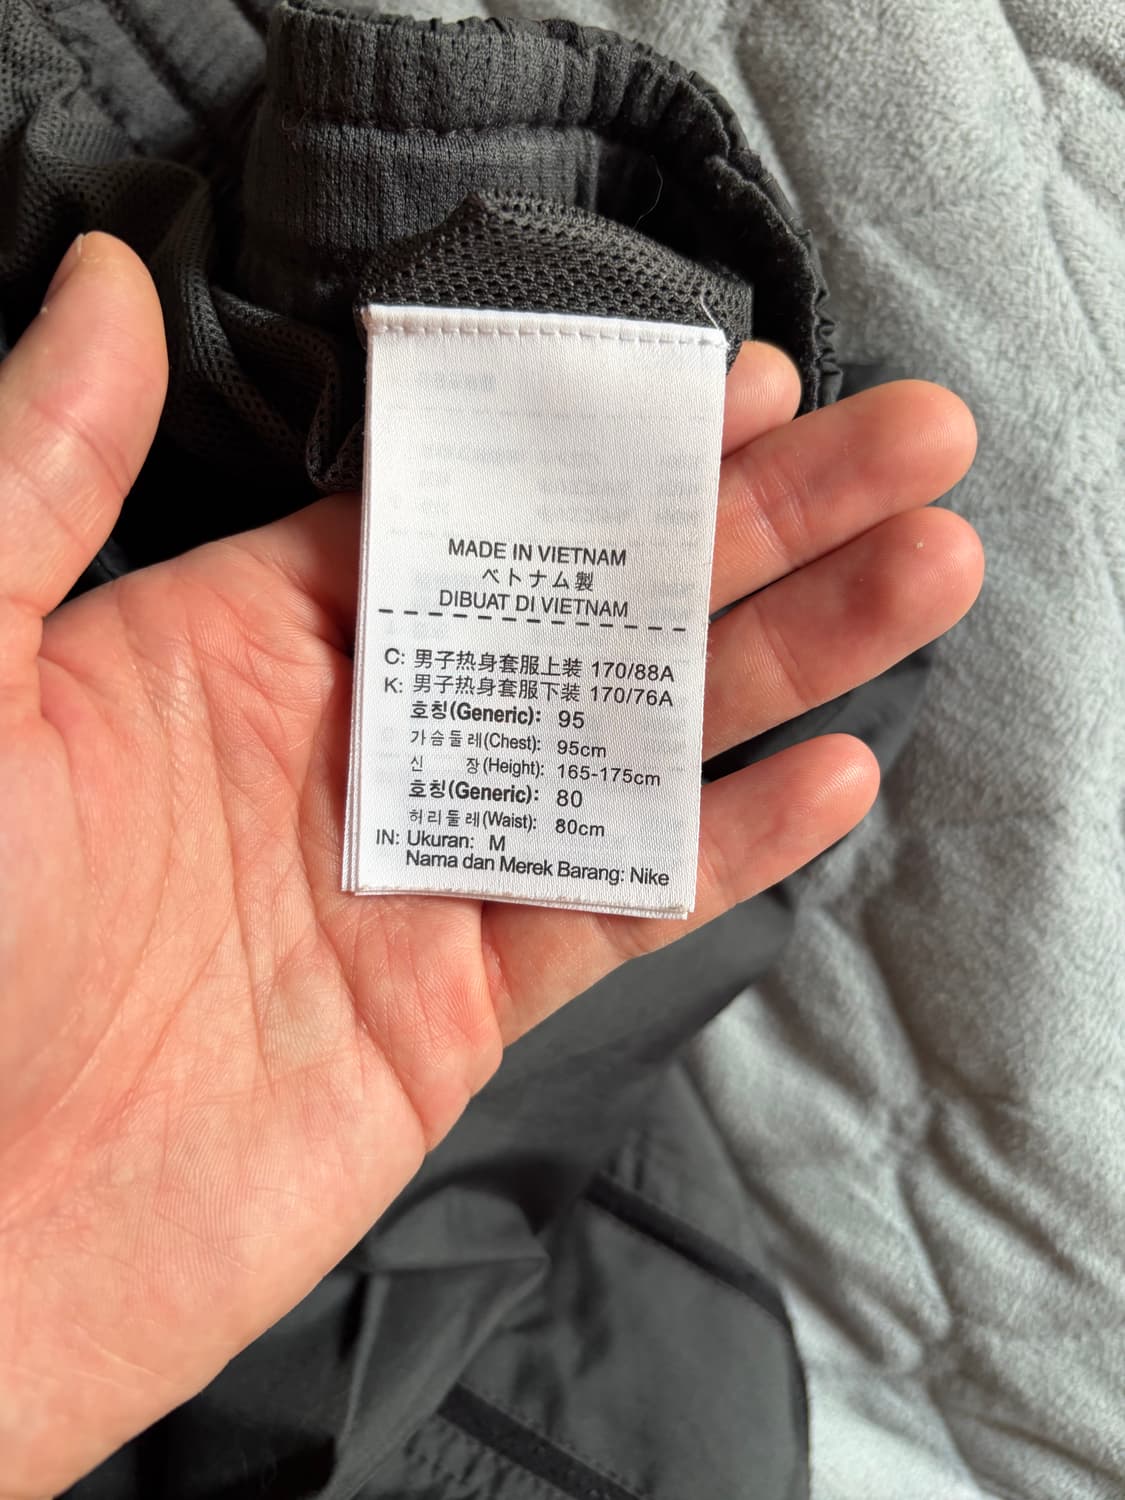 MADE IN VIETNAM
ベトナム製
DIBUAT DI VIETNAM
C: 男子热身套服上装 170/88A
K: 男子热身套服下装 170/76A
호칭(Generic): 95
가슴둘레(Chest): 95cm
신 장(Height): 165-175cm
호칭(Generic): 80
허리둘레(Waist): 80cm
IN: Ukuran: M
Nama dan Merek Barang: Nike